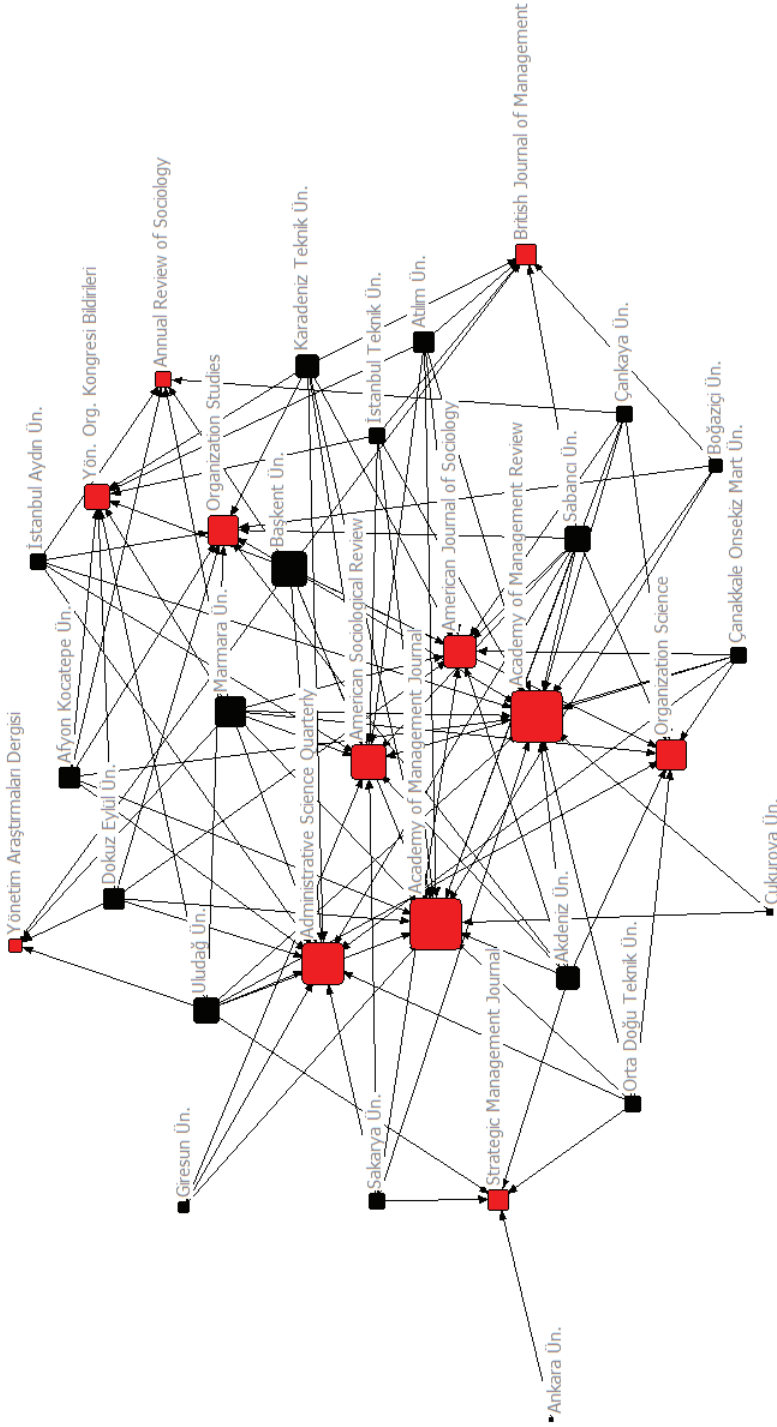 Yönetim Araştırmaları Dergisi
İstanbul Aydın Ün.
Afyon Kocatepe Ün.
Yön. Org. Kongresi Bildirileri
Dokuz Eylül Ün.
Annual Review of Sociology
Giresun Ün.
Uludağ Ün.
Organization Studies
Marmara Ün.
Başkent Ün.
Karadeniz Teknik Ün.
Administrative Science Quarterly
American Sociological Review
Sakarya Ün.
İstanbul Teknik Ün.
Academy of Management Journal
Atılım Ün.
American Journal of Sociology
Strategic Management Journal
Academy of Management Review
British Journal of Management
Ankara Ün.
Akdeniz Ün.
Sabancı Ün.
Çankaya Ün.
Orta Doğu Teknik Ün.
Organization Science
Boğaziçi Ün.
Çanakkale Onsekiz Mart Ün.
Çukurova Ün.